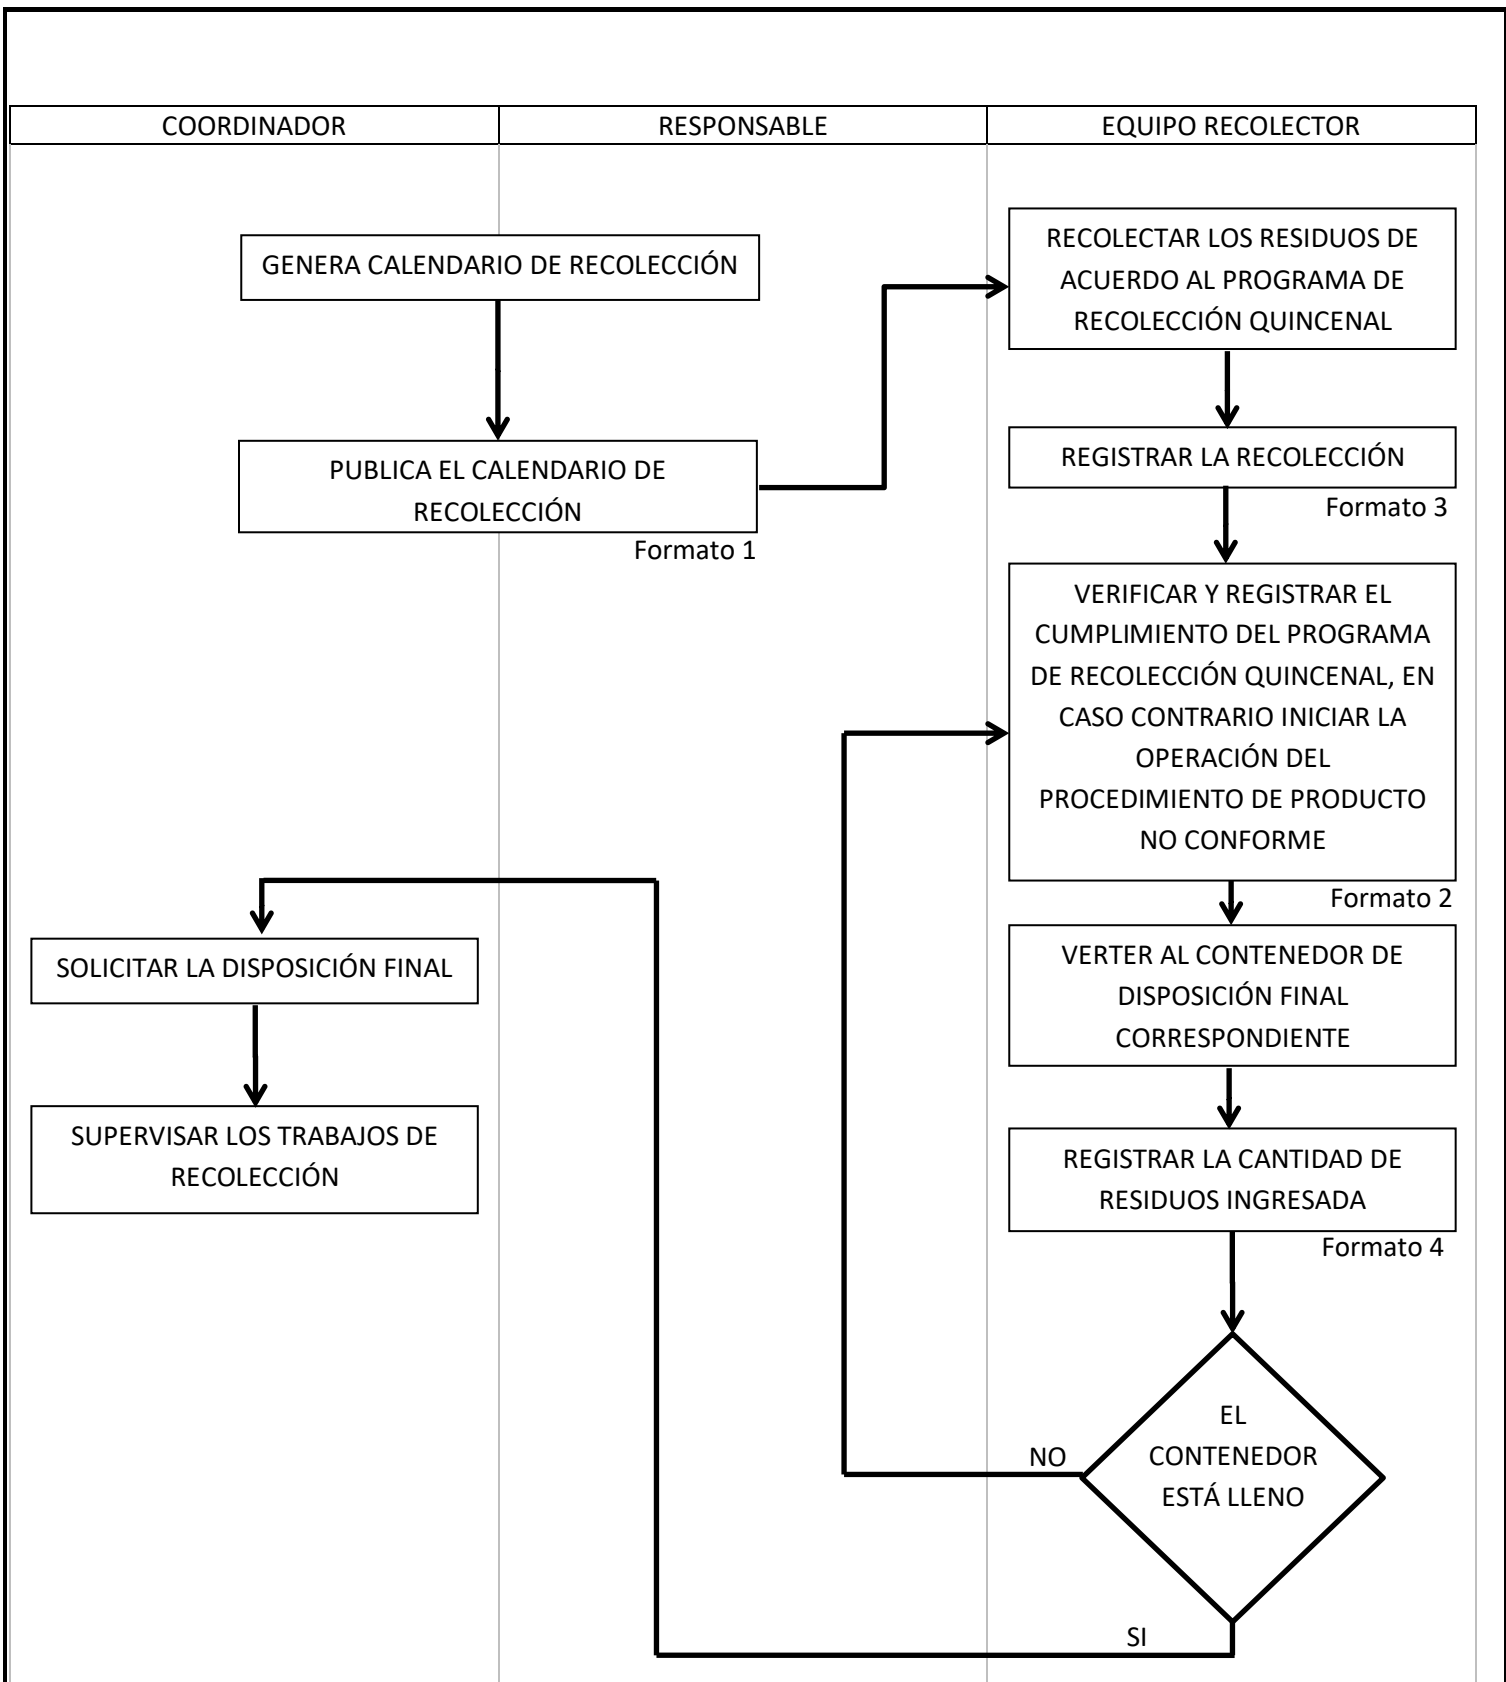 COORDINADOR
RESPONSABLE
EQUIPO RECOLECTOR
GENERA CALENDARIO DE RECOLECCIÓN
PUBLICA EL CALENDARIO DE
RECOLECCIÓN
Formato 1
RECOLECTAR LOS RESIDUOS DE
ACUERDO AL PROGRAMA DE
RECOLECCIÓN QUINCENAL
REGISTRAR LA RECOLECCIÓN
Formato 3
VERIFICAR Y REGISTRAR EL
CUMPLIMIENTO DEL PROGRAMA
DE RECOLECCIÓN QUINCENAL, EN
CASO CONTRARIO INICIAR LA
OPERACIÓN DEL
PROCEDIMIENTO DE PRODUCTO
NO CONFORME
Formato 2
VERTER AL CONTENEDOR DE
DISPOSICIÓN FINAL
CORRESPONDIENTE
REGISTRAR LA CANTIDAD DE
RESIDUOS INGRESADA
Formato 4
EL
CONTENEDOR
ESTÁ LLENO
NO
SI
SOLICITAR LA DISPOSICIÓN FINAL
SUPERVISAR LOS TRABAJOS DE
RECOLECCIÓN